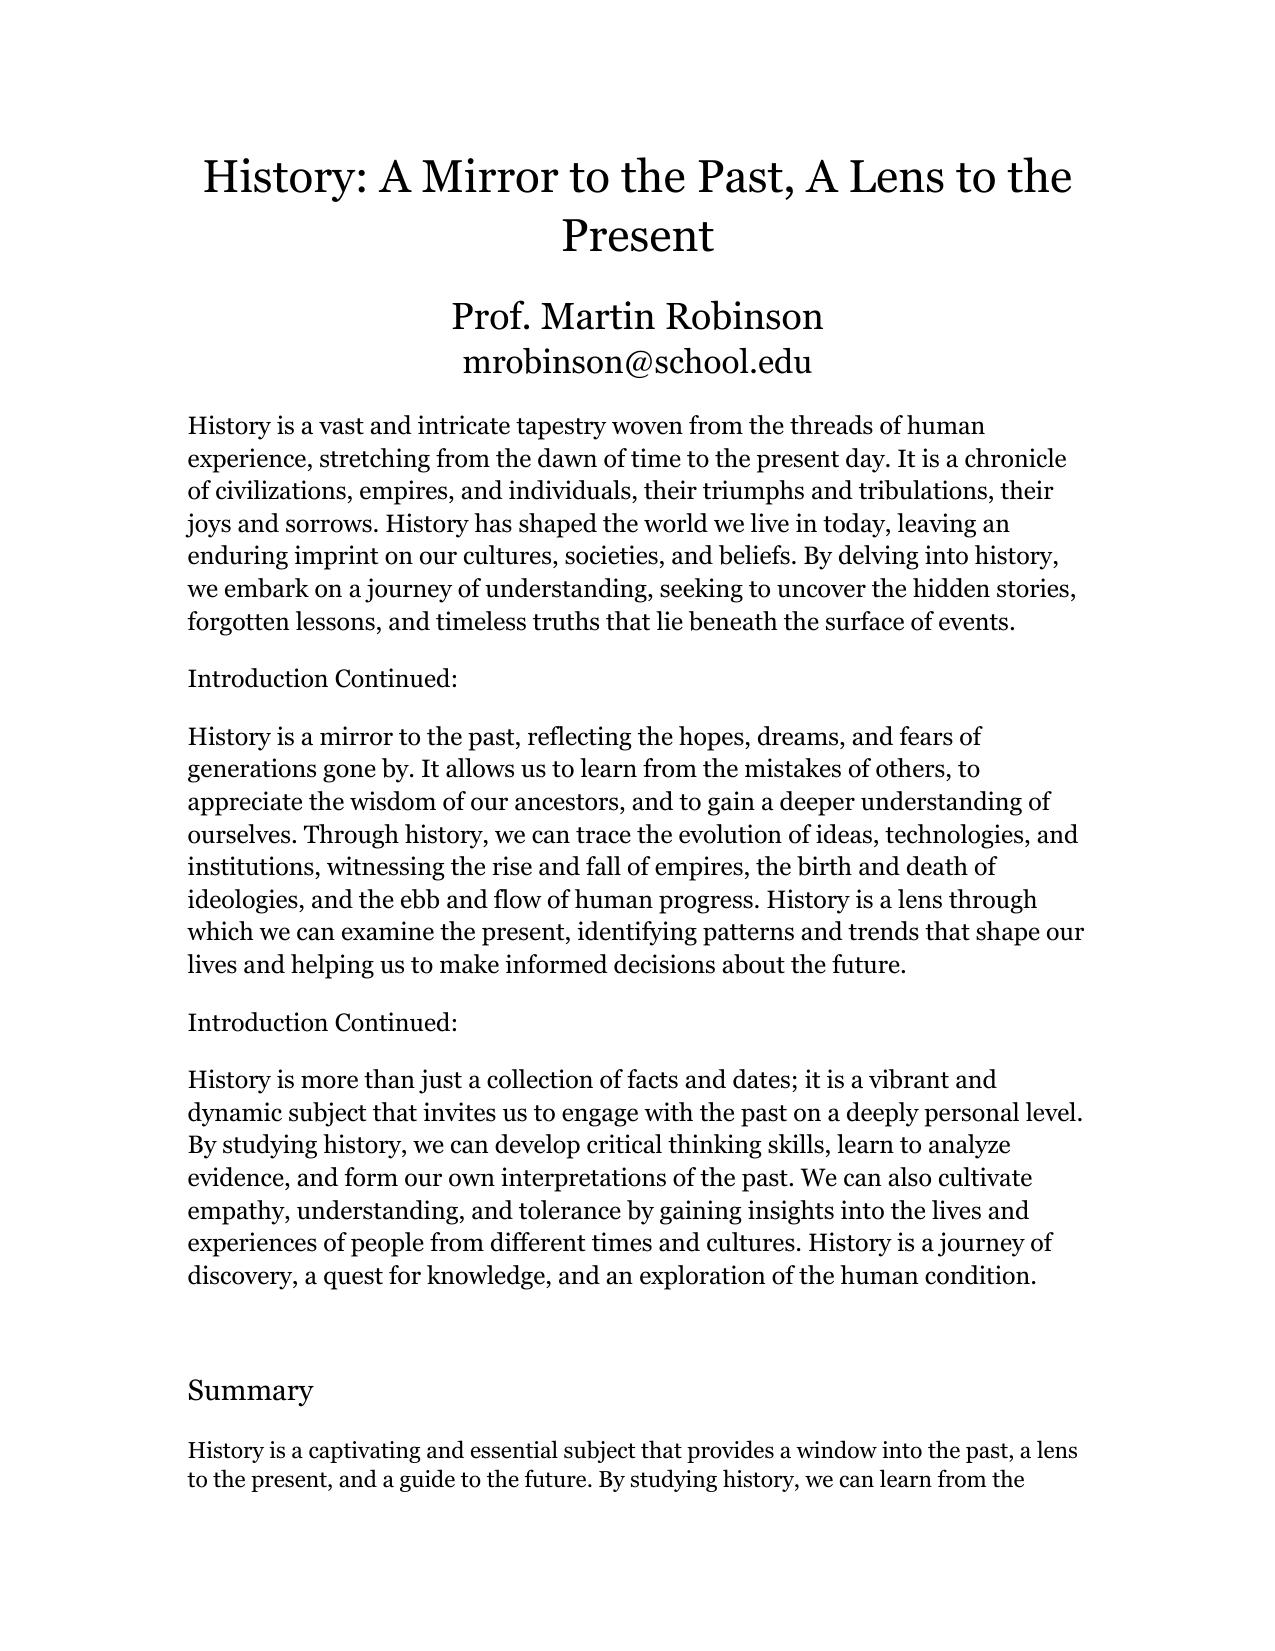 History: A Mirror to the Past, A Lens to the
Present
Prof. Martin Robinson
mrobinson@school.edu
History is a vast and intricate tapestry woven from the threads of human
experience, stretching from the dawn of time to the present day. It is a chronicle
of civilizations, empires, and individuals, their triumphs and tribulations, their
joys and sorrows. History has shaped the world we live in today, leaving an
enduring imprint on our cultures, societies, and beliefs. By delving into history,
we embark on a journey of understanding, seeking to uncover the hidden stories,
forgotten lessons, and timeless truths that lie beneath the surface of events.
Introduction Continued:
History is a mirror to the past, reflecting the hopes, dreams, and fears of
generations gone by. It allows us to learn from the mistakes of others, to
appreciate the wisdom of our ancestors, and to gain a deeper understanding of
ourselves. Through history, we can trace the evolution of ideas, technologies, and
institutions, witnessing the rise and fall of empires, the birth and death of
ideologies, and the ebb and flow of human progress. History is a lens through
which we can examine the present, identifying patterns and trends that shape our
lives and helping us to make informed decisions about the future.
Introduction Continued:
History is more than just a collection of facts and dates; it is a vibrant and
dynamic subject that invites us to engage with the past on a deeply personal level.
By studying history, we can develop critical thinking skills, learn to analyze
evidence, and form our own interpretations of the past. We can also cultivate
empathy, understanding, and tolerance by gaining insights into the lives and
experiences of people from different times and cultures. History is a journey of
discovery, a quest for knowledge, and an exploration of the human condition.
Summary
History is a captivating and essential subject that provides a window into the past, a lens
to the present, and a guide to the future. By studying history, we can learn from the